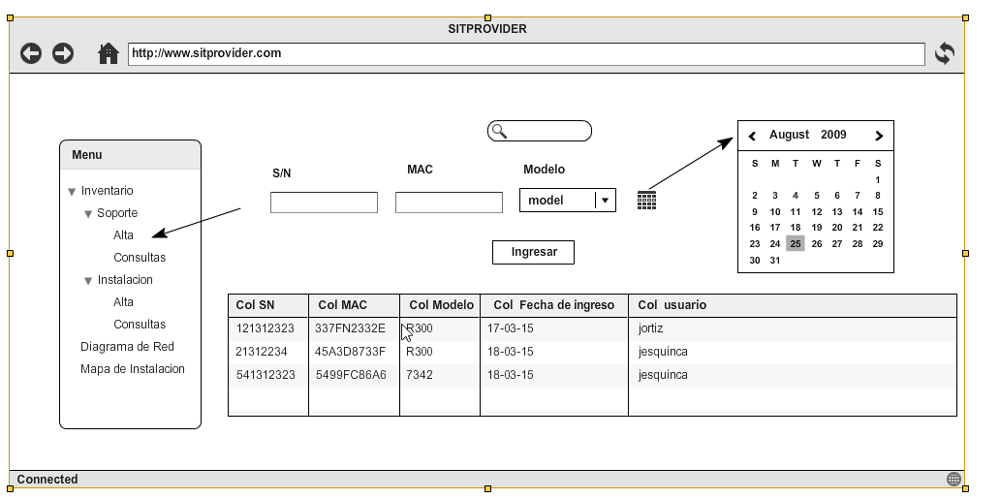 SITPROVIDER
http://www.sitprovider.com
Menu
Inventario
Soporte
Alta
Consultas
Instalacion
Alta
Consultas
Diagrama de Red
Mapa de Instalacion
S/N MAC Modelo
model
Ingresar
August 2009
S M T W T F S
1
2 3 4 5 6 7 8
9 10 11 12 13 14 15
16 17 18 19 20 21 22
23 24 25 26 27 28 29
30 31
Col SN Col MAC Col Modelo Col Fecha de ingreso Col usuario
121312323 337FN2332E R300 17-03-15 jortiz
21312234 45A3D8733F R300 18-03-15 jesquinca
541312323 5499FC86A6 7342 18-03-15 jesquinca
Connected